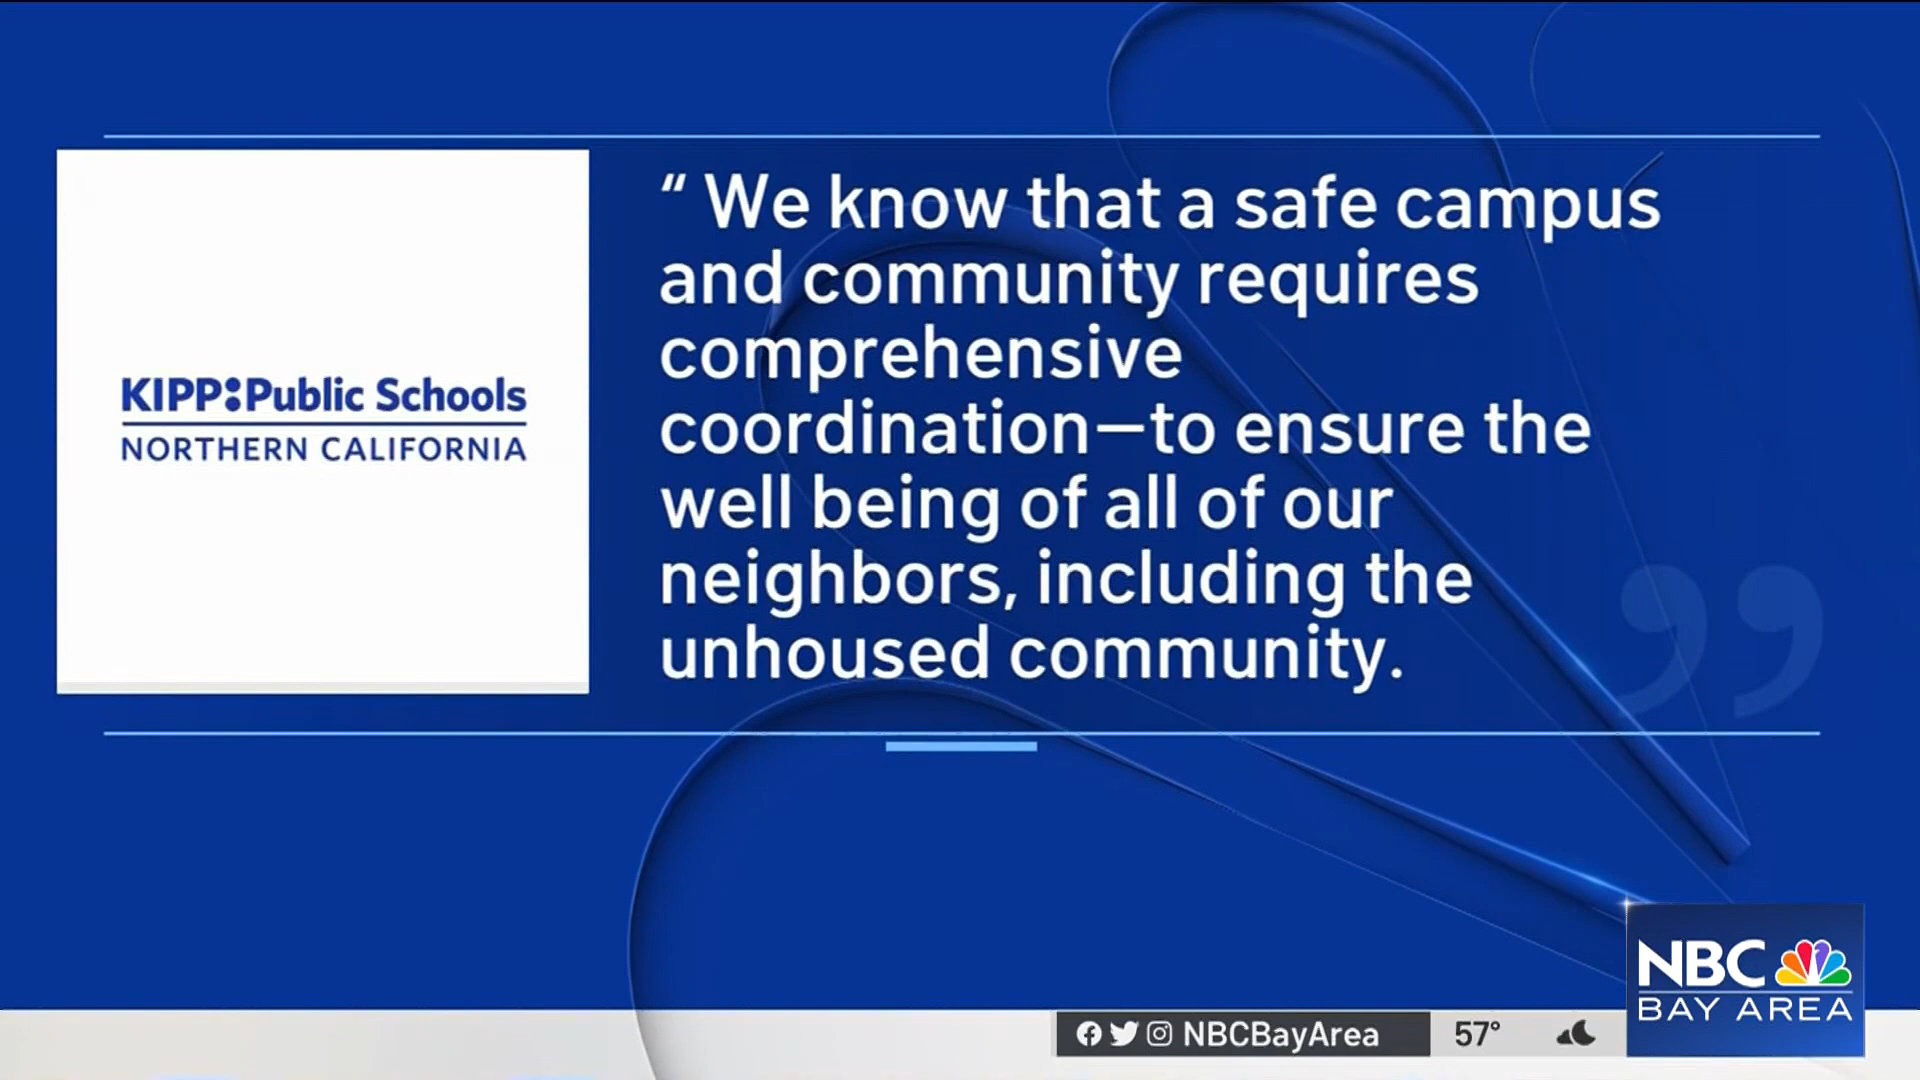 KIPP:Public Schools
NORTHERN CALIFORNIA
“ We know that a safe campus
and community requires
comprehensive
coordination—to ensure the
well being of all of our
neighbors, including the
unhoused community.
”
NBCBayArea
57°
NBC
BAY AREA